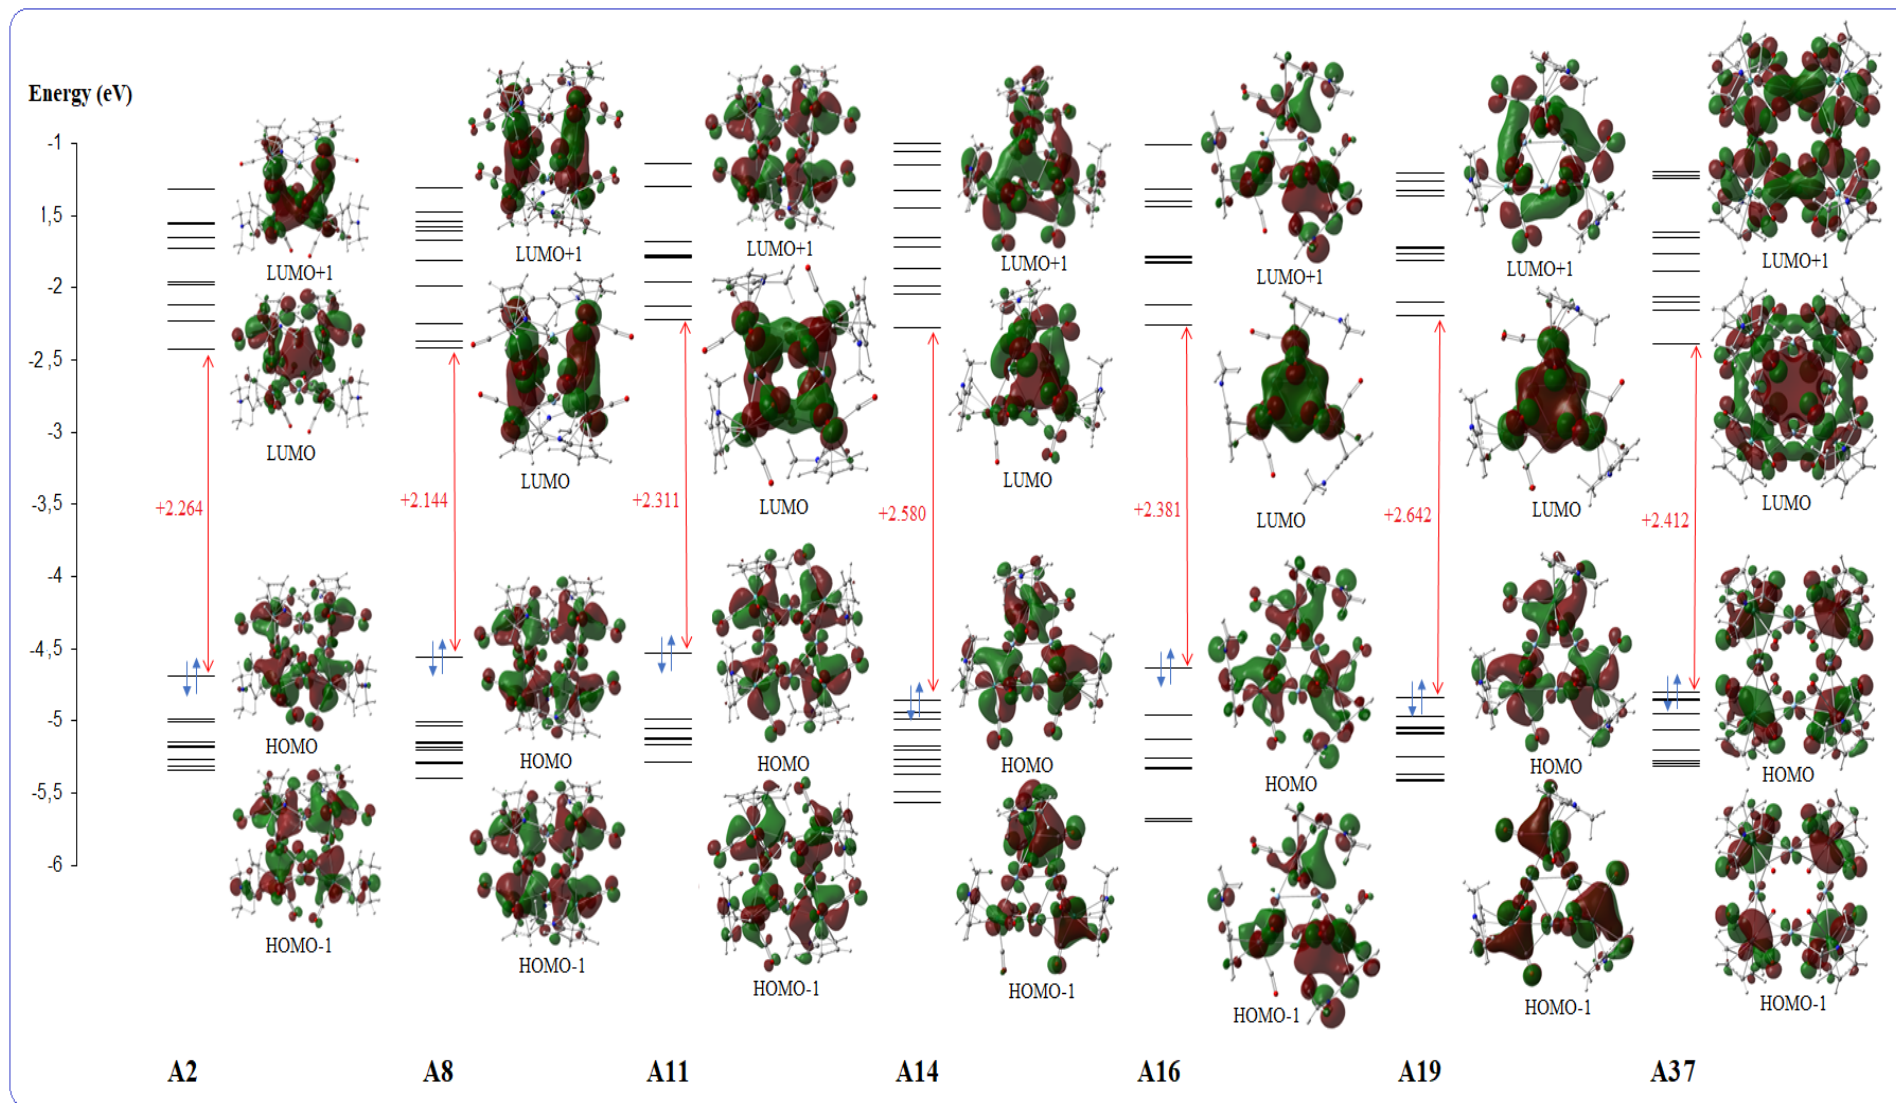 Energy (eV)
-1
1,5
-2
-2,5
-3
-3,5
-4
-4,5
-5
-5,5
-6
LUMO+1
LUMO
+2.264
HOMO
HOMO-1
A2
LUMO+1
LUMO
+2.144
HOMO
HOMO-1
A8
LUMO+1
LUMO
+2.311
HOMO
HOMO-1
A11
LUMO+1
LUMO
+2.580
HOMO
HOMO-1
A14
LUMO+1
LUMO
+2.381
HOMO
HOMO-1
A16
LUMO+1
LUMO
+2.642
HOMO
HOMO-1
A19
LUMO+1
LUMO
+2.412
HOMO
HOMO-1
A37